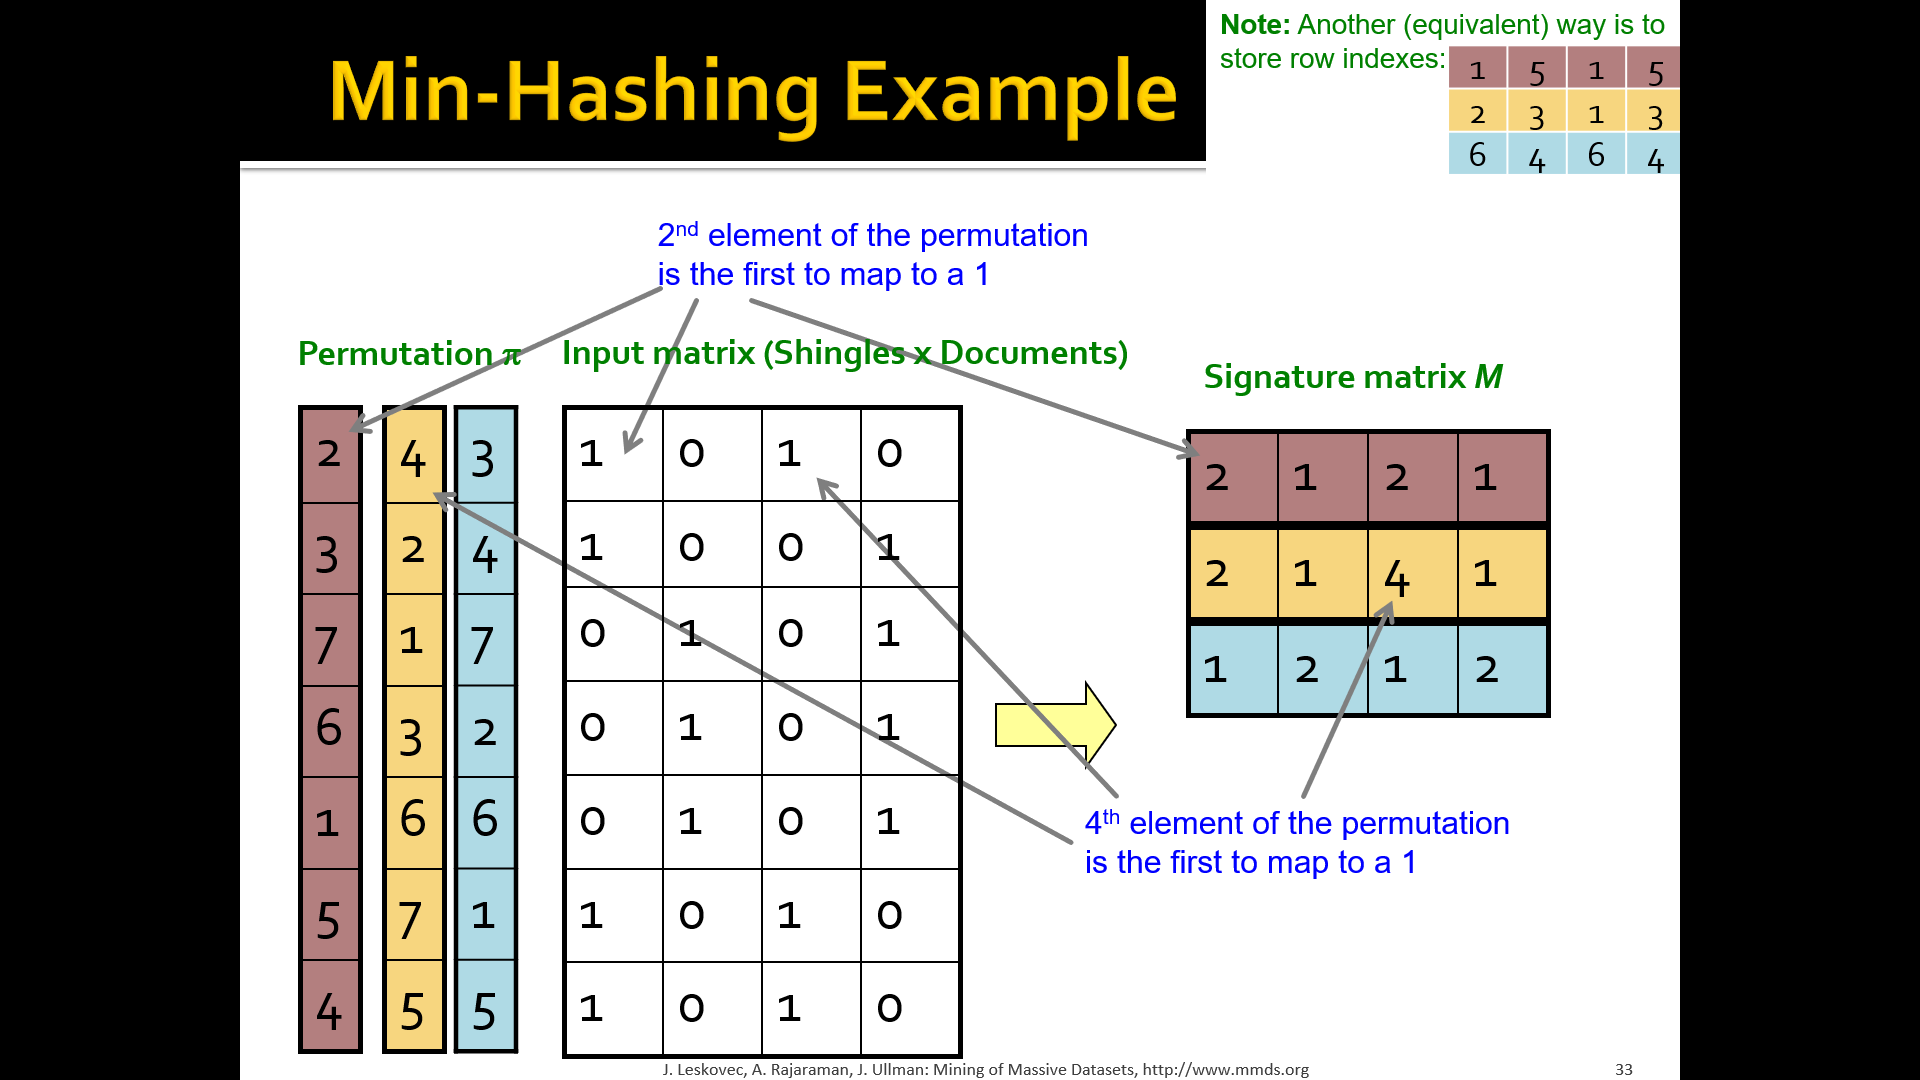 Min-Hashing Example
Note: Another (equivalent) way is to
store row indexes:
1 5 1 5
2 3 1 3
6 4 6 4
2nd element of the permutation
is the first to map to a 1
Permutation π
Input matrix (Shingles x Documents)
Signature matrix M
2 4 3 1 0 1 0
3 2 4 1 0 0 1
7 1 7 0 1 0 1
6 3 2 0 1 0 1
1 6 6 0 1 0 1
5 7 1 1 0 1 0
4 5 5 1 0 1 0
2 1 2 1
2 1 4 1
1 2 1 2
4th element of the permutation
is the first to map to a 1
J. Leskovec, A. Rajaraman, J. Ullman: Mining of Massive Datasets, http://www.mmds.org
33